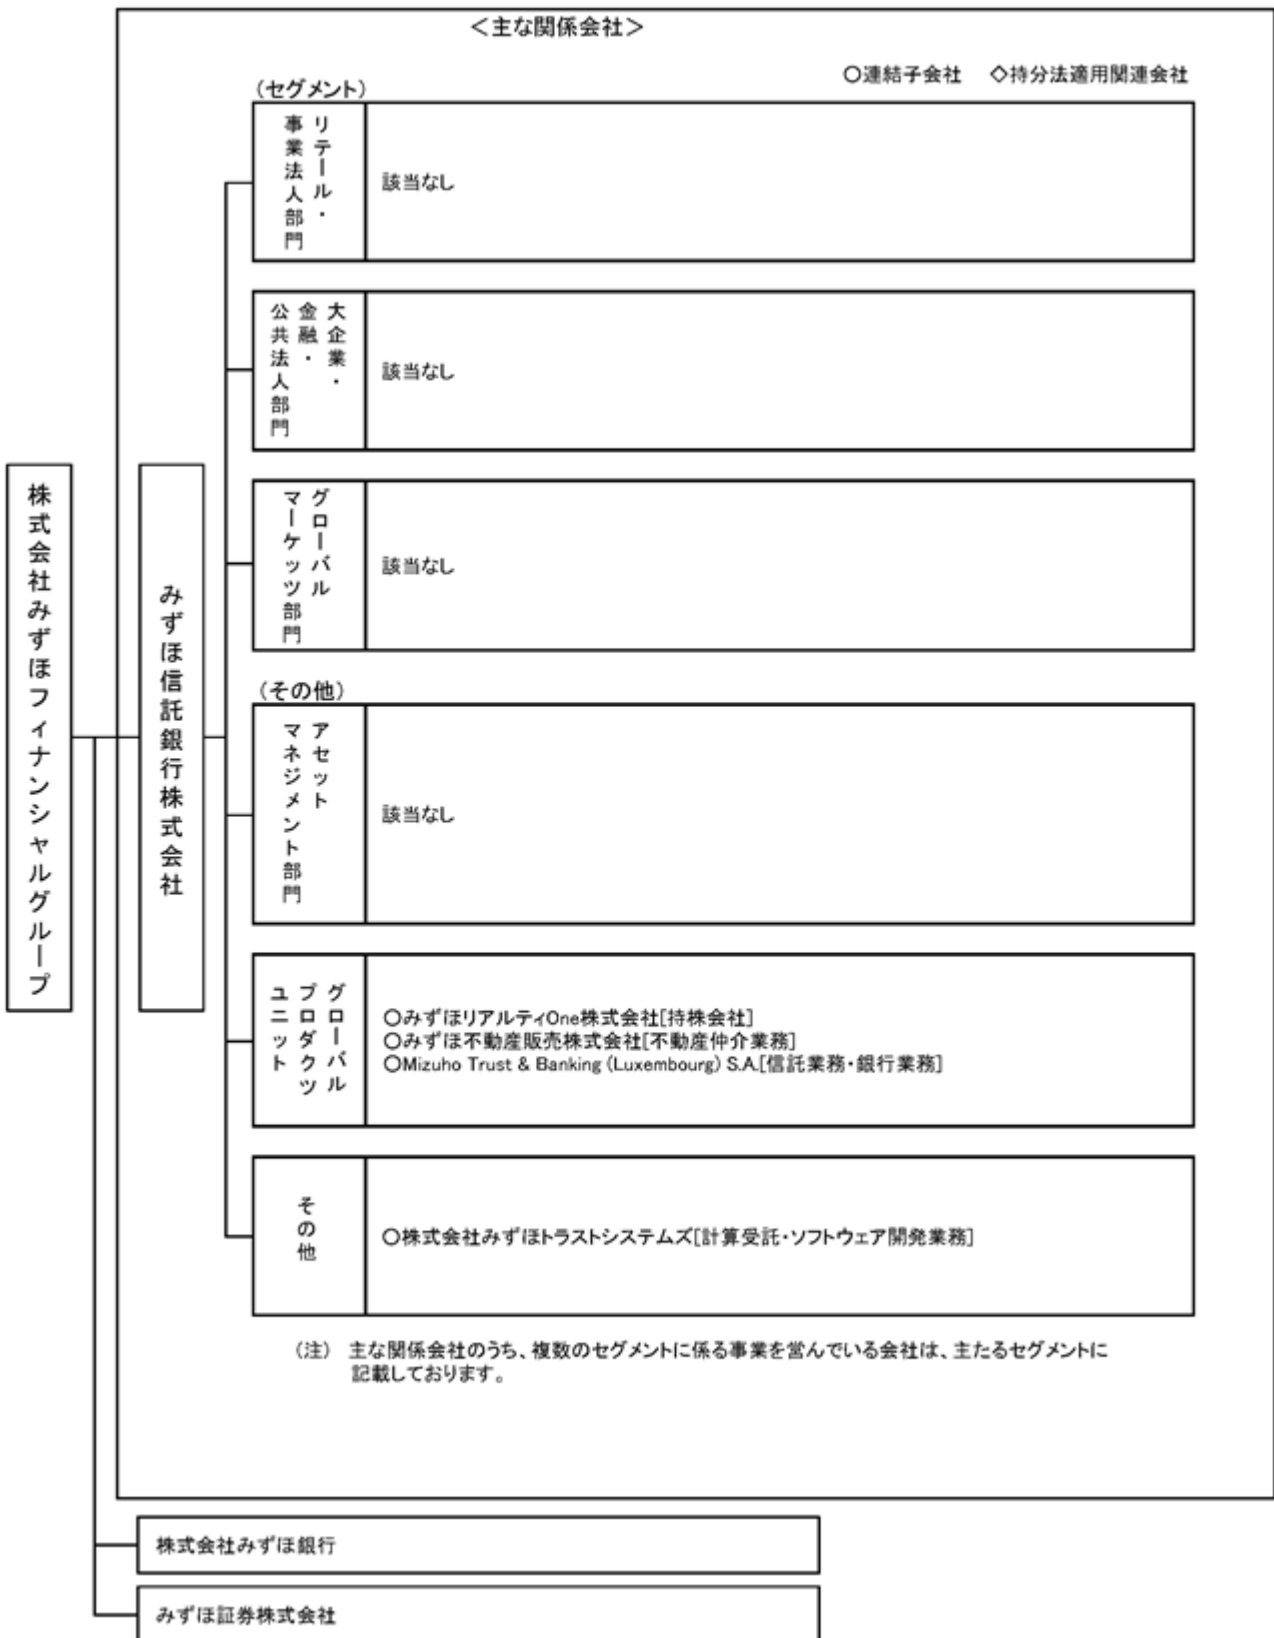 ＜主な関係会社＞
○連結子会社　◇持分法適用関連会社
（セグメント）
リテール・
事業法人部門
該当なし
大企業・
金融・
公共法人部門
該当なし
グローバル
マーケッツ部門
該当なし
（その他）
アセット
マネジメント部門
該当なし
グローバル
プロダクツ
ユニット
○みずほリアルティOne株式会社[持株会社]
○みずほ不動産販売株式会社[不動産仲介業務]
○Mizuho Trust & Banking (Luxembourg) S.A.[信託業務・銀行業務]
その他
○株式会社みずほトラストシステムズ[計算受託・ソフトウェア開発業務]
株式会社みずほフィナンシャルグループ
みずほ信託銀行株式会社
（注）　主な関係会社のうち、複数のセグメントに係る事業を営んでいる会社は、主たるセグメントに
記載しております。
株式会社みずほ銀行
みずほ証券株式会社